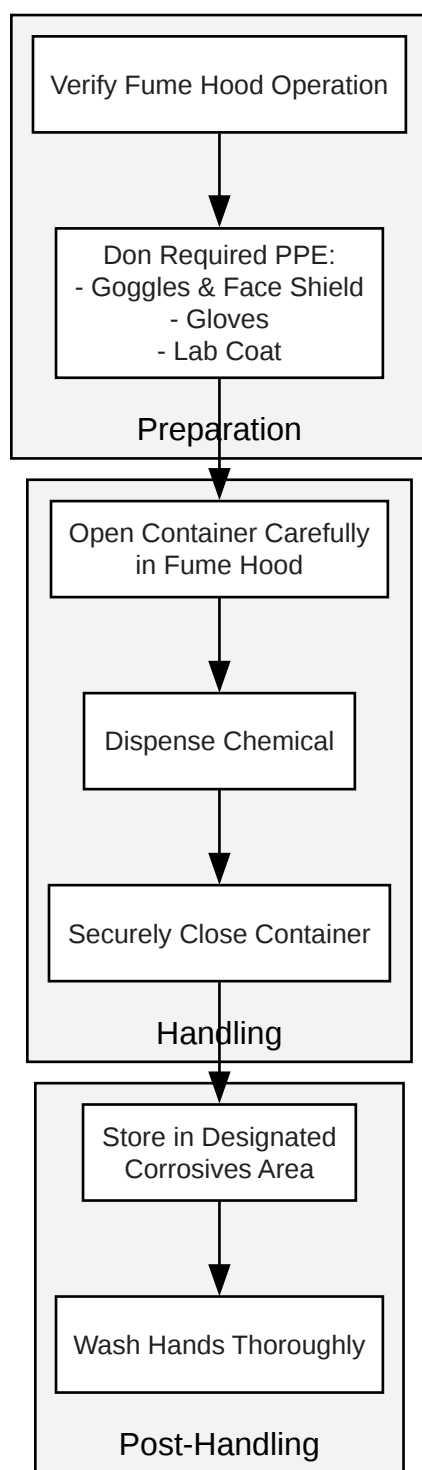 Verify Fume Hood Operation
Don Required PPE:
- Goggles & Face Shield
- Gloves
- Lab Coat
Preparation
Open Container Carefully
in Fume Hood
Dispense Chemical
Securely Close Container
Handling
Store in Designated
Corrosives Area
Wash Hands Thoroughly
Post-Handling